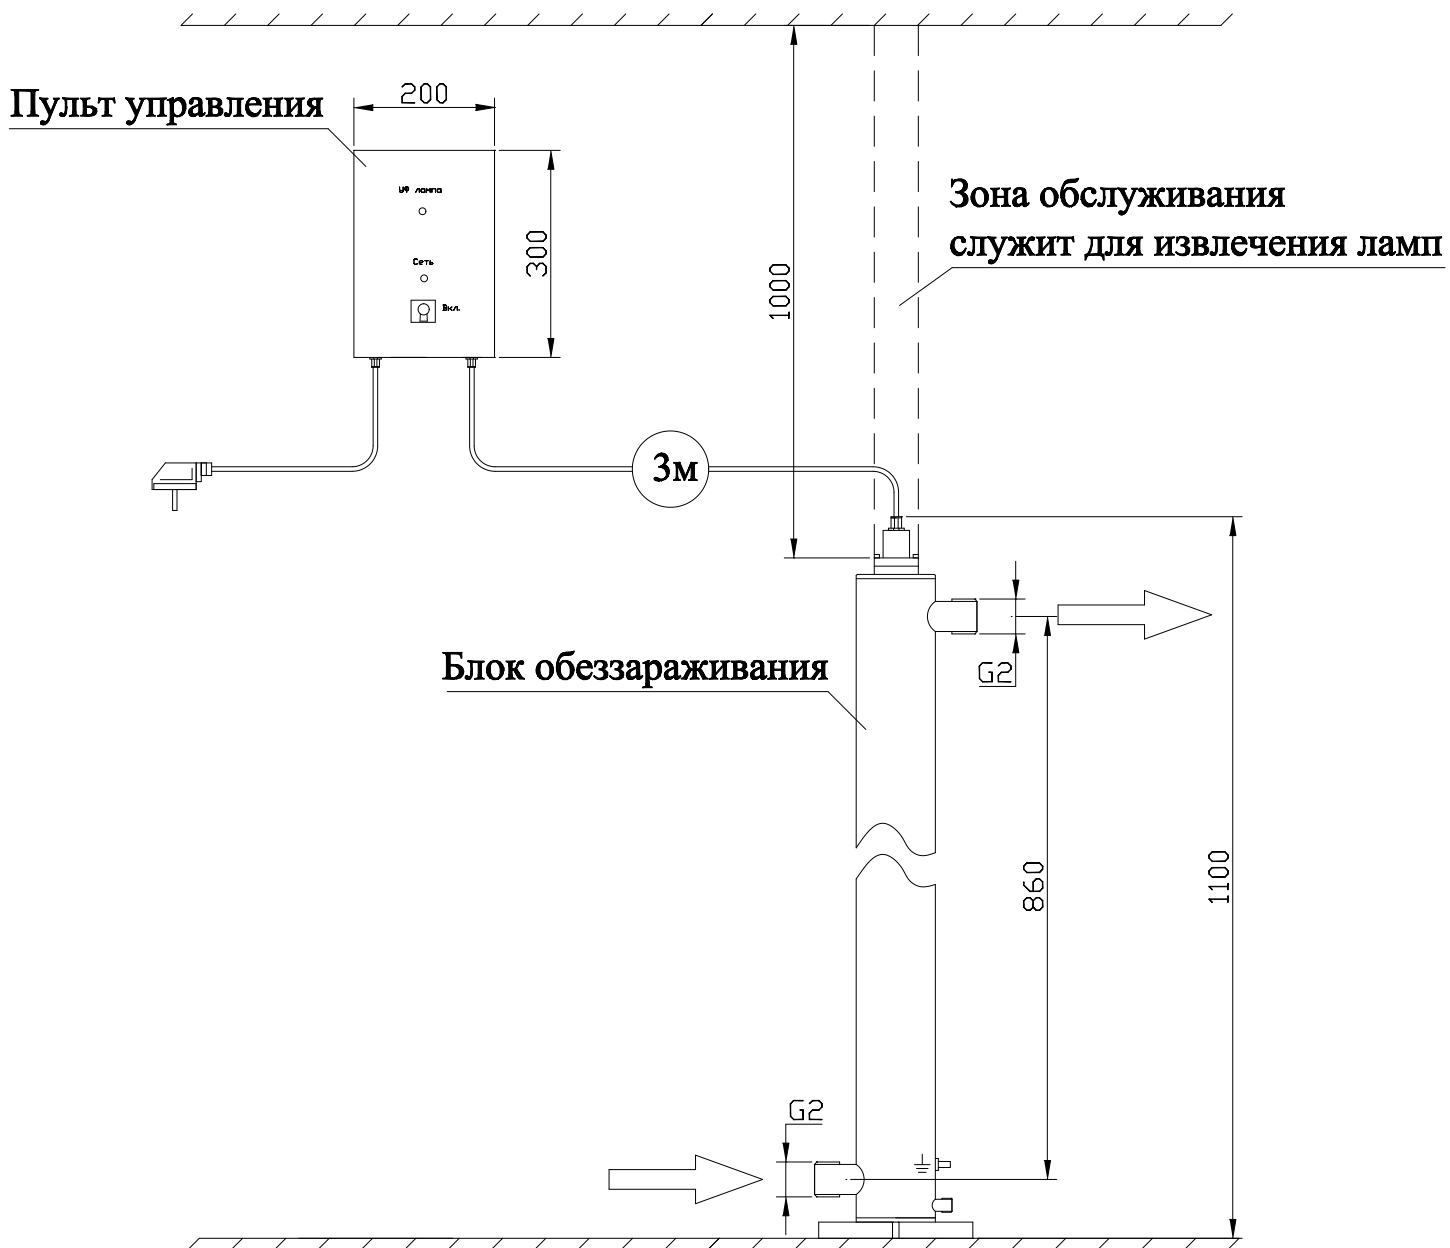 200
Пульт управления
УФ лампа
300
Сеть
Вкл.
1000
Зона обслуживания
служит для извлечения ламп
3м
Блок обеззараживания
G2
860
1100
G2